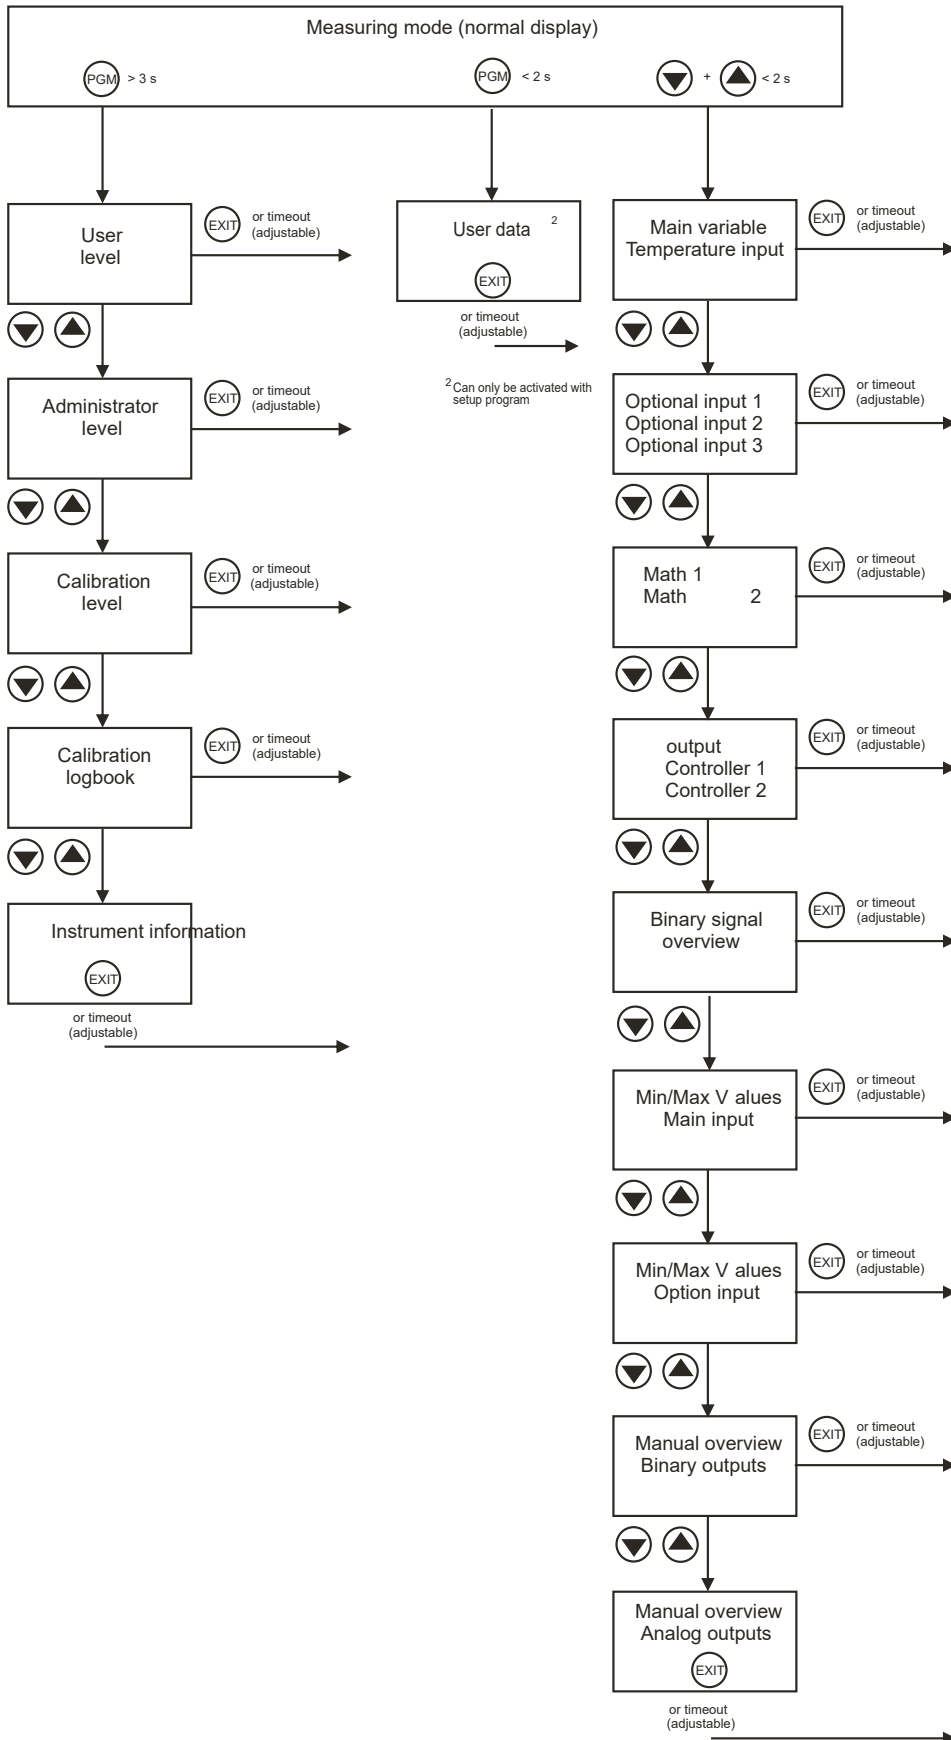 Measuring mode (normal display)
PGM > 3 s
PGM < 2 s
+ < 2 s
User
level
EXIT or timeout
(adjustable)
Administrator
level
EXIT or timeout
(adjustable)
Calibration
level
EXIT or timeout
(adjustable)
Calibration
logbook
EXIT or timeout
(adjustable)
Instrument information
EXIT
or timeout
(adjustable)
User data 2
EXIT
or timeout
(adjustable)
2 Can only be activated with
setup program
Main variable
Temperature input
EXIT or timeout
(adjustable)
Optional input 1
Optional input 2
Optional input 3
EXIT or timeout
(adjustable)
Math 1
Math 2
EXIT or timeout
(adjustable)
output
Controller 1
Controller 2
EXIT or timeout
(adjustable)
Binary signal
overview
EXIT or timeout
(adjustable)
Min/Max V alues
Main input
EXIT or timeout
(adjustable)
Min/Max V alues
Option input
EXIT or timeout
(adjustable)
Manual overview
Binary outputs
EXIT or timeout
(adjustable)
Manual overview
Analog outputs
EXIT
or timeout
(adjustable)